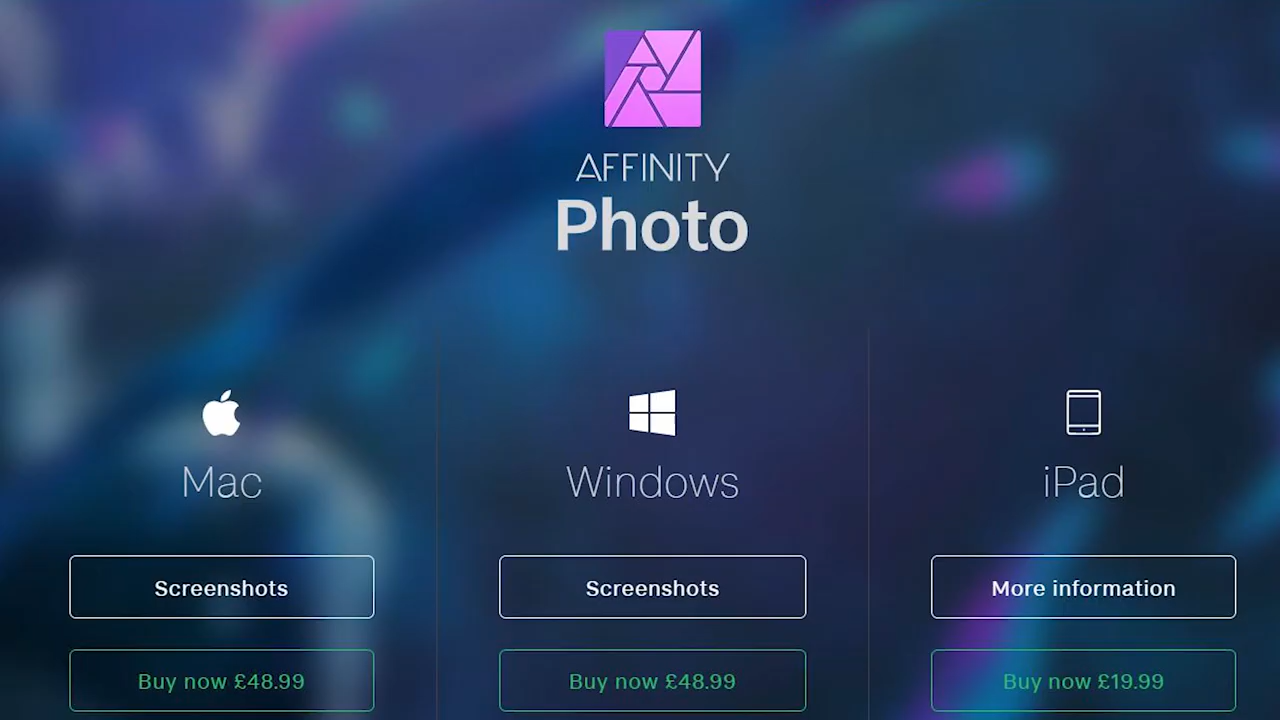 AFFINITY
Photo
Mac
Windows
iPad
Screenshots
Screenshots
More information
Buy now £48.99
Buy now £48.99
Buy now £19.99